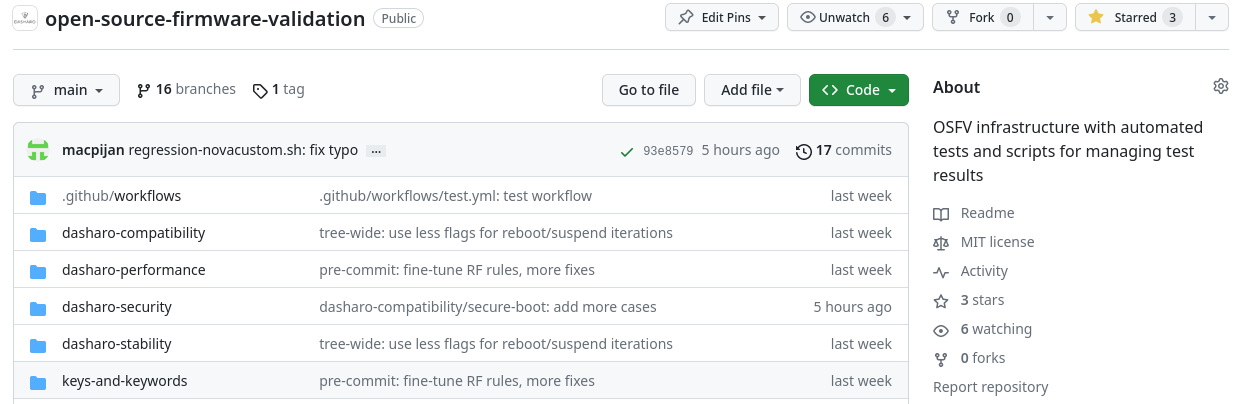 open-source-firmware-validation Public Edit Pins Unwatch 6 Fork 0 Starred 3
main 16 branches 1 tag Go to file Add file <> Code
macpijan regression-novacustom.sh: fix typo ... 93e8579 5 hours ago 17 commits
.github/workflows .github/workflows/test.yml: test workflow last week
dasharo-compatibility tree-wide: use less flags for reboot/suspend iterations last week
dasharo-performance pre-commit: fine-tune RF rules, more fixes last week
dasharo-security dasharo-compatibility/secure-boot: add more cases 5 hours ago
dasharo-stability tree-wide: use less flags for reboot/suspend iterations last week
keys-and-keywords pre-commit: fine-tune RF rules, more fixes last week
About
OSFV infrastructure with automated
tests and scripts for managing test
results
Readme
MIT license
Activity
3 stars
6 watching
0 forks
Report repository